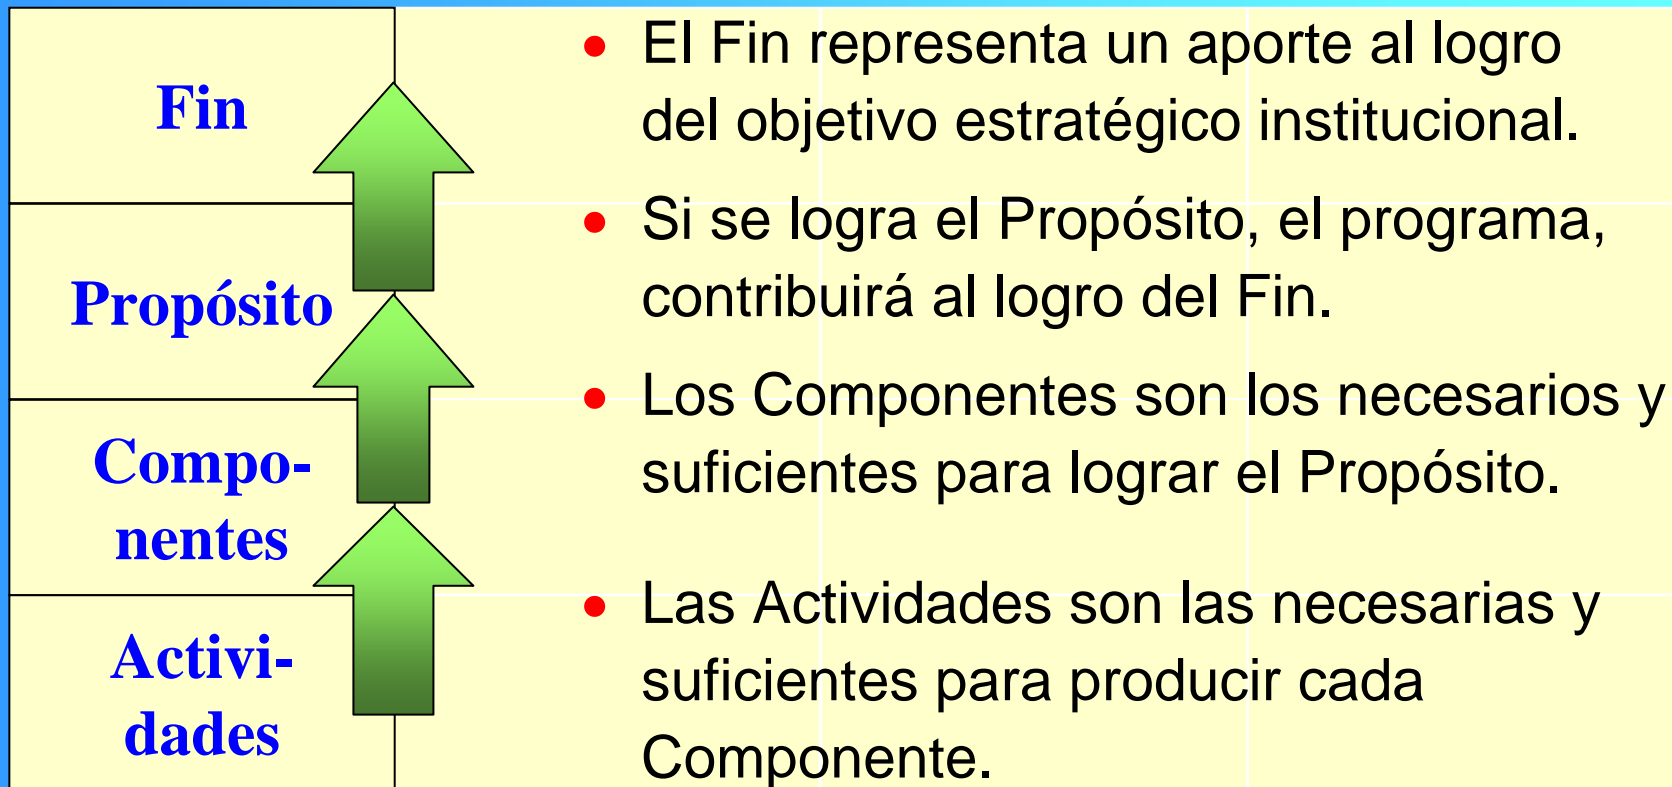 Fin
El Fin representa un aporte al logro
del objetivo estratégico institucional.
Propósito
Si se logra el Propósito, el programa,
contribuirá al logro del Fin.
Compo-
nentes
Los Componentes son los necesarios y
suficientes para lograr el Propósito.
Activi-
dades
Las Actividades son las necesarias y
suficientes para producir cada
Componente.